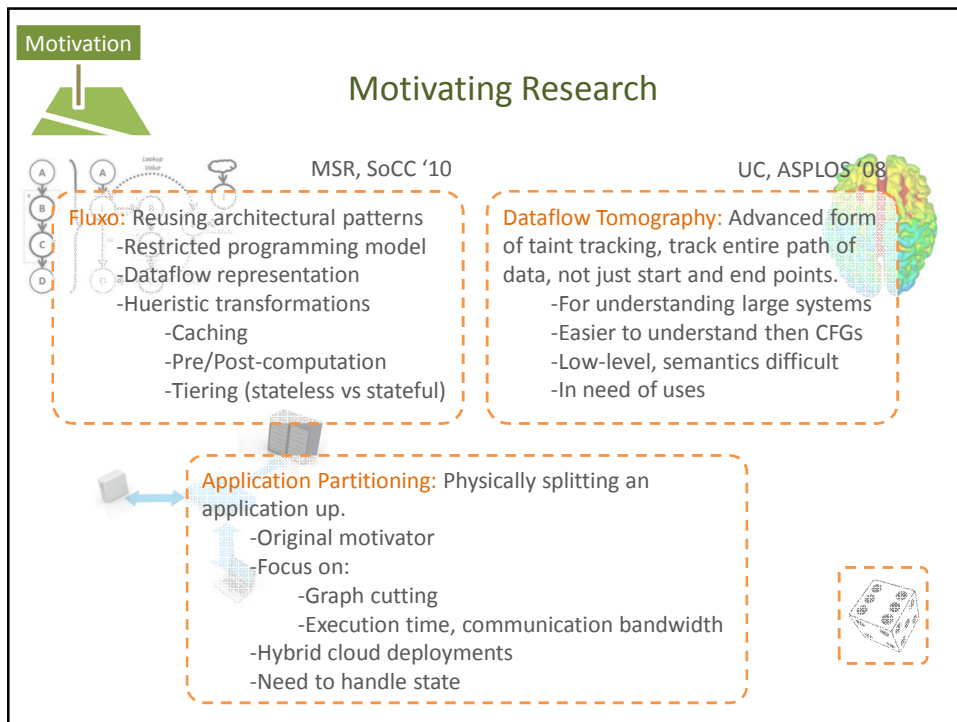 Motivation
Motivating Research
MSR, SoCC ‘10
Fluxo: Reusing architectural patterns
-Restricted programming model
-Dataflow representation
-Hueristic transformations
-Caching
-Pre/Post-computation
-Tiering (stateless vs stateful)
UC, ASPLOS ‘08
Dataflow Tomography: Advanced form
of taint tracking, track entire path of
data, not just start and end points.
-For understanding large systems
-Easier to understand then CFGs
-Low-level, semantics difficult
-In need of uses
Application Partitioning: Physically splitting an
application up.
-Original motivator
-Focus on:
-Graph cutting
-Execution time, communication bandwidth
-Hybrid cloud deployments
-Need to handle state
Lookup
Value
A
B
C
D
A